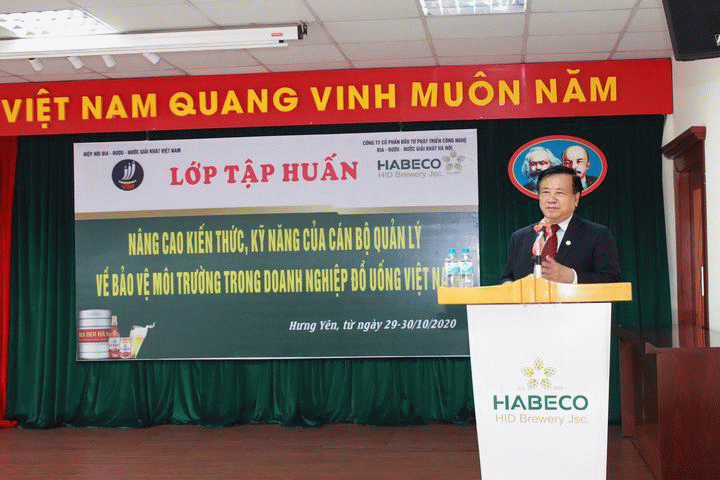 VIỆT NAM QUANG VINH MUÔN NĂM
HIỆP HỘI BIA - RƯỢU - NƯỚC GIẢI KHÁT VIỆT NAM
CÔNG TY CỔ PHẦN ĐẦU TƯ PHÁT TRIỂN CÔNG NGHỆ
BIA - RƯỢU - NƯỚC GIẢI KHÁT HÀ NỘI
LỚP TẬP HUẤN
HABECO
HID Brewery Jsc.
NÂNG CAO KIẾN THỨC, KỸ NĂNG CỦA CÁN BỘ QUẢN LÝ
VỀ BẢO VỆ MÔI TRƯỜNG TRONG DOANH NGHIỆP ĐỒ UỐNG VIỆT NA
Hưng Yên, từ ngày 29-30/10/2020
HABECO
HID Brewery Jsc.